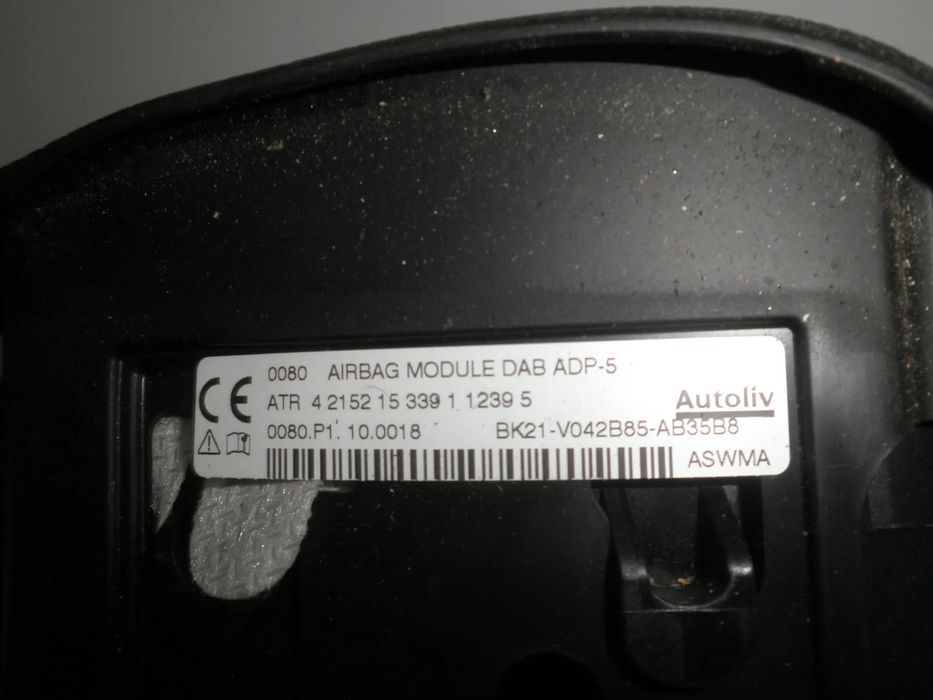 CE 0080 AIRBAG MODULE DAB ADP-5
ATR 4 2152 15 339 1 1239 5 Autoliv
0080.P1. 10.0018 BK21-V042B85-AB35B8
ASWMA